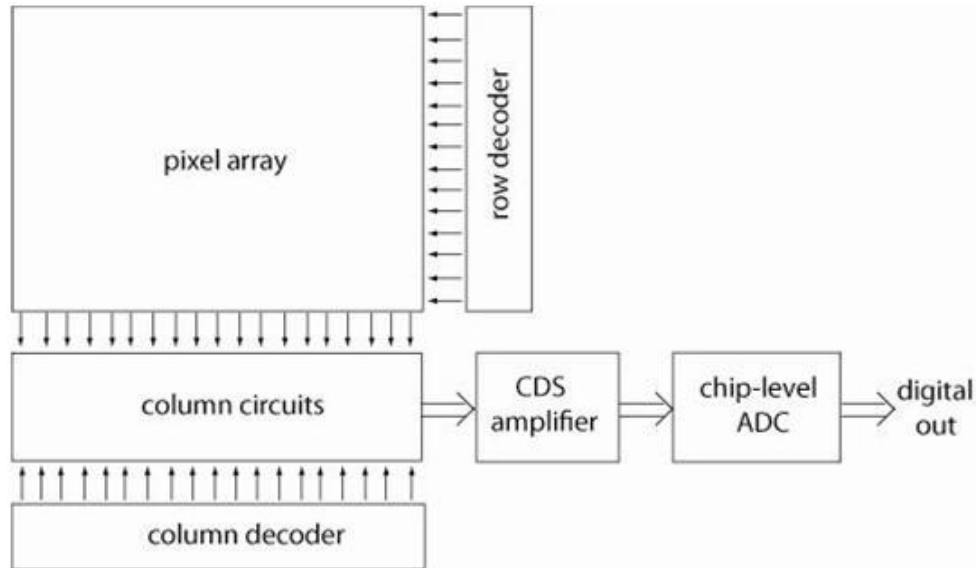 pixel array
row decoder
column circuits
CDS
amplifier
chip-level
ADC
digital
out
column decoder